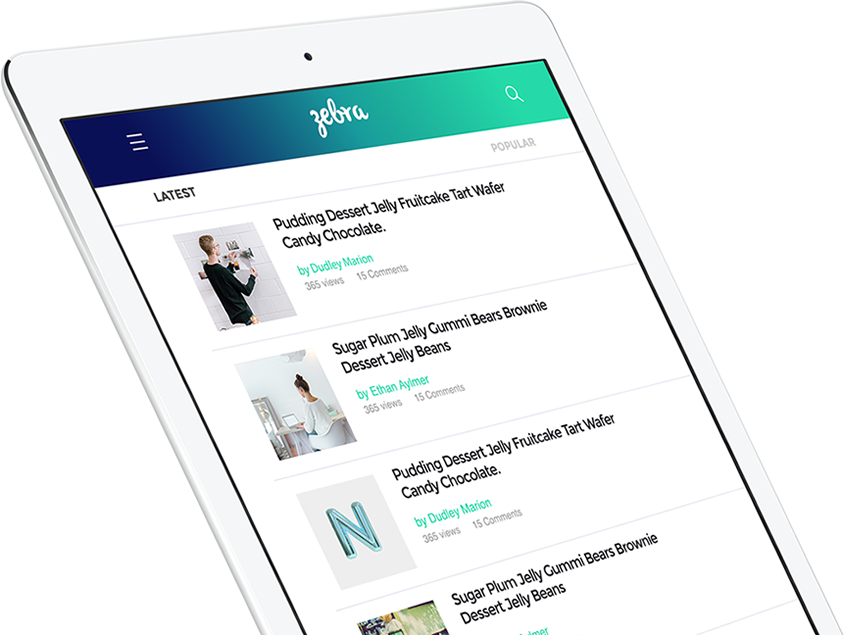 zebra
LATEST
POPULAR
Pudding Dessert Jelly Fruitcake Tart Wafer
Candy Chocolate.
by Dudley Marion
365 views 15 Comments
Sugar Plum Jelly Gummi Bears Brownie
Dessert Jelly Beans
by Ethan Aylmer
365 views 15 Comments
N
Pudding Dessert Jelly Fruitcake Tart Wafer
Candy Chocolate.
by Dudley Marion
365 views 15 Comments
Sugar Plum Jelly Gummi Bears Brownie
Dessert Jelly Beans